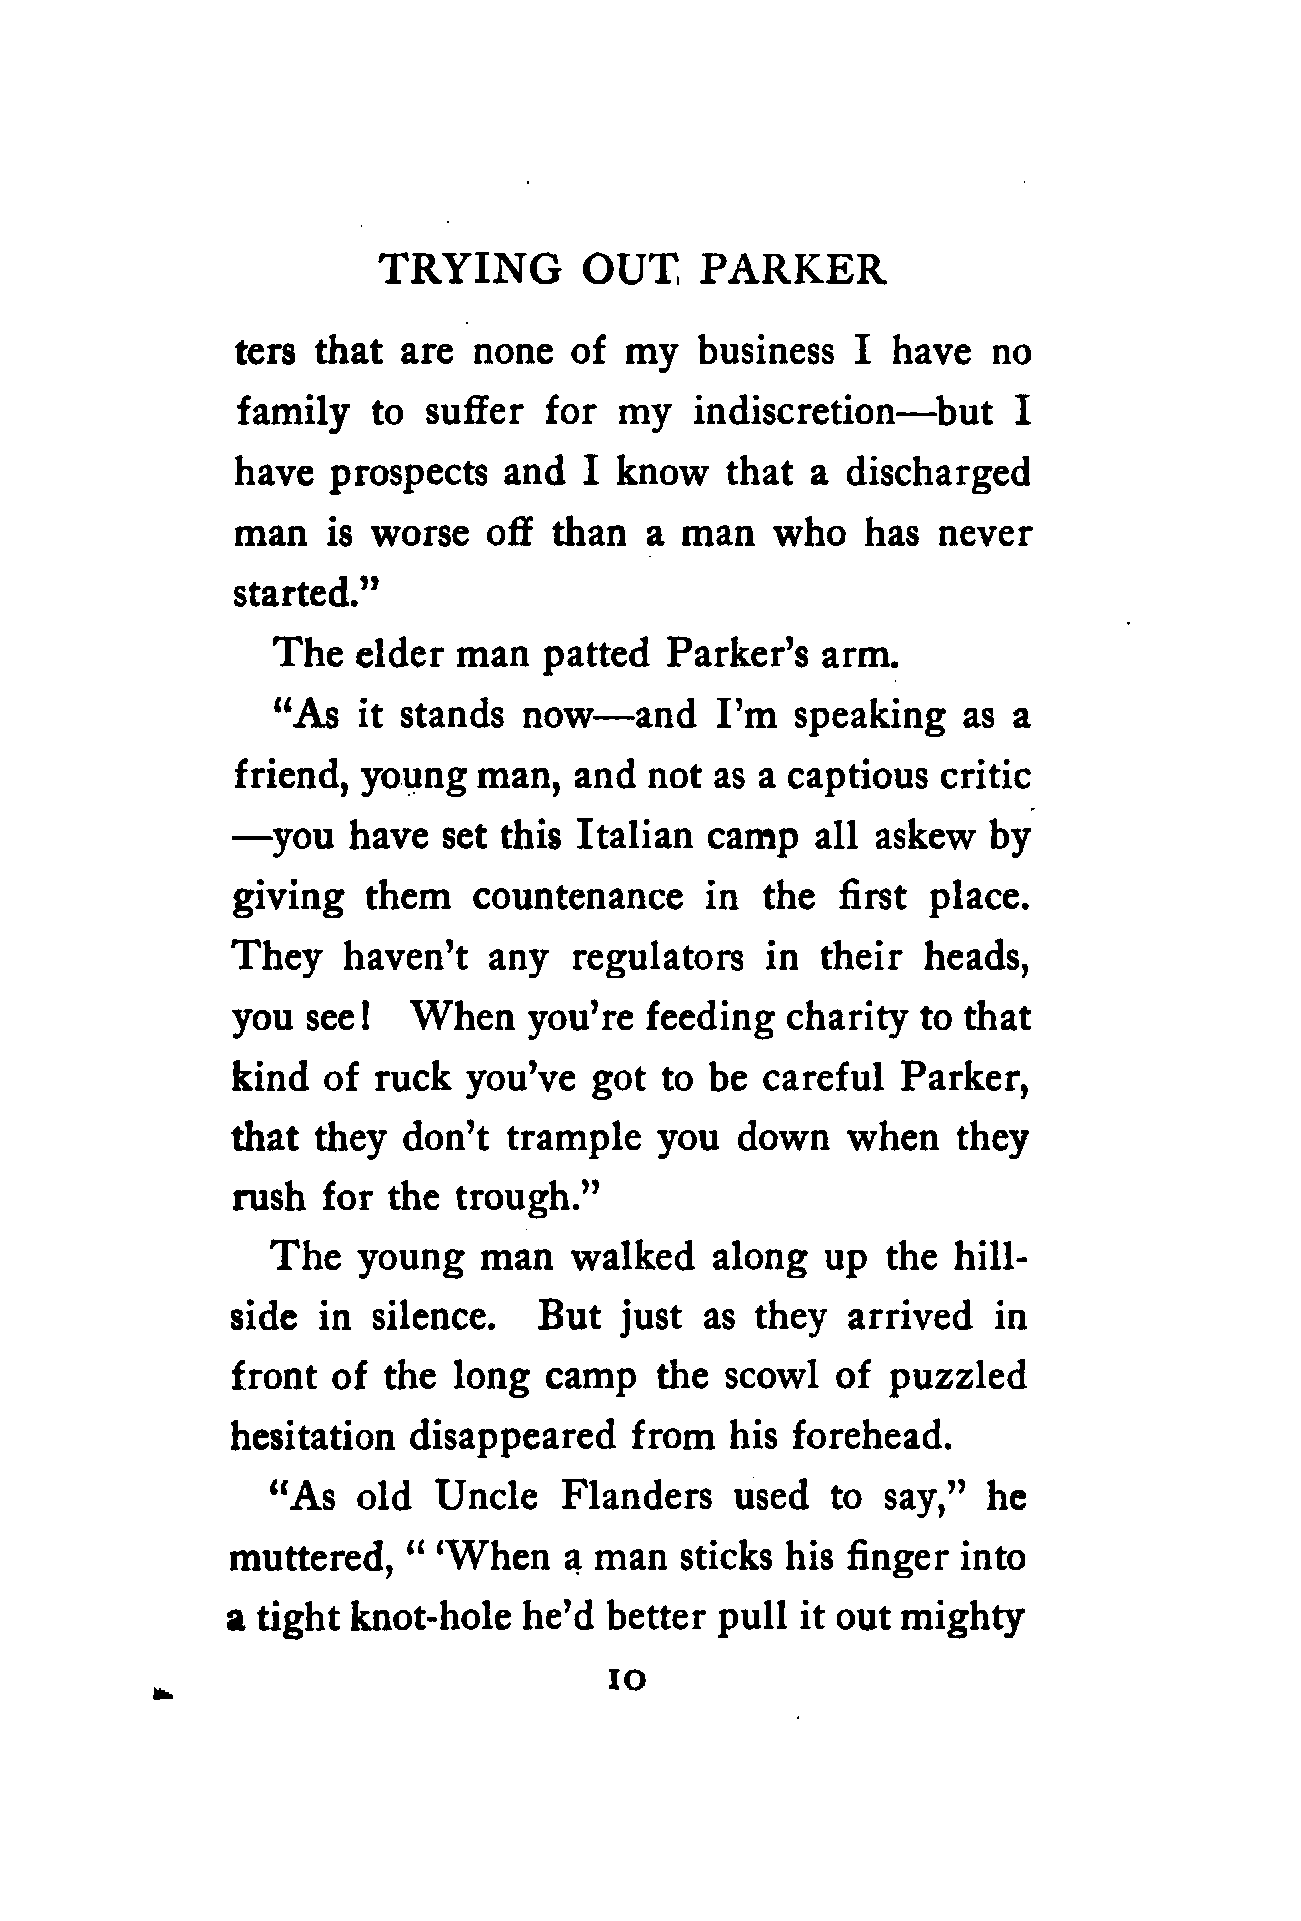 TRYING OUT PARKER
ters that are none of my business I have no
family to suffer for my indiscretion—but I
have prospects and I know that a discharged
man is worse off than a man who has never
started.”
The elder man patted Parker’s arm.
“As it stands now—and I’m speaking as a
friend, young man, and not as a captious critic
—you have set this Italian camp all askew by
giving them countenance in the first place.
They haven’t any regulators in their heads,
you see! When you’re feeding charity to that
kind of ruck you’ve got to be careful Parker,
that they don’t trample you down when they
rush for the trough.”
The young man walked along up the hill-
side in silence. But just as they arrived in
front of the long camp the scowl of puzzled
hesitation disappeared from his forehead.
“As old Uncle Flanders used to say,” he
muttered, “ ‘When a man sticks his finger into
a tight knot-hole he’d better pull it out mighty
10